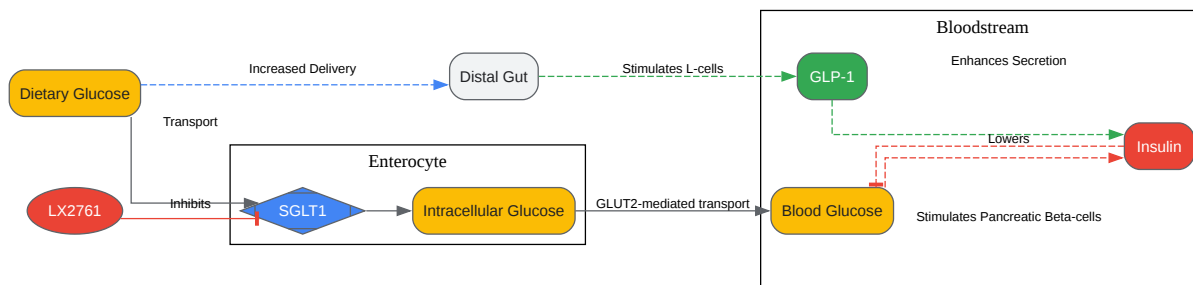 Bloodstream
Enhances Secretion
Increased Delivery
Stimulates L-cells
GLP-1
Distal Gut
Dietary Glucose
Transport
Lowers
Insulin
Enterocyte
Inhibits
LX2761
SGLT1
Intracellular Glucose
GLUT2-mediated transport
Blood Glucose
Stimulates Pancreatic Beta-cells